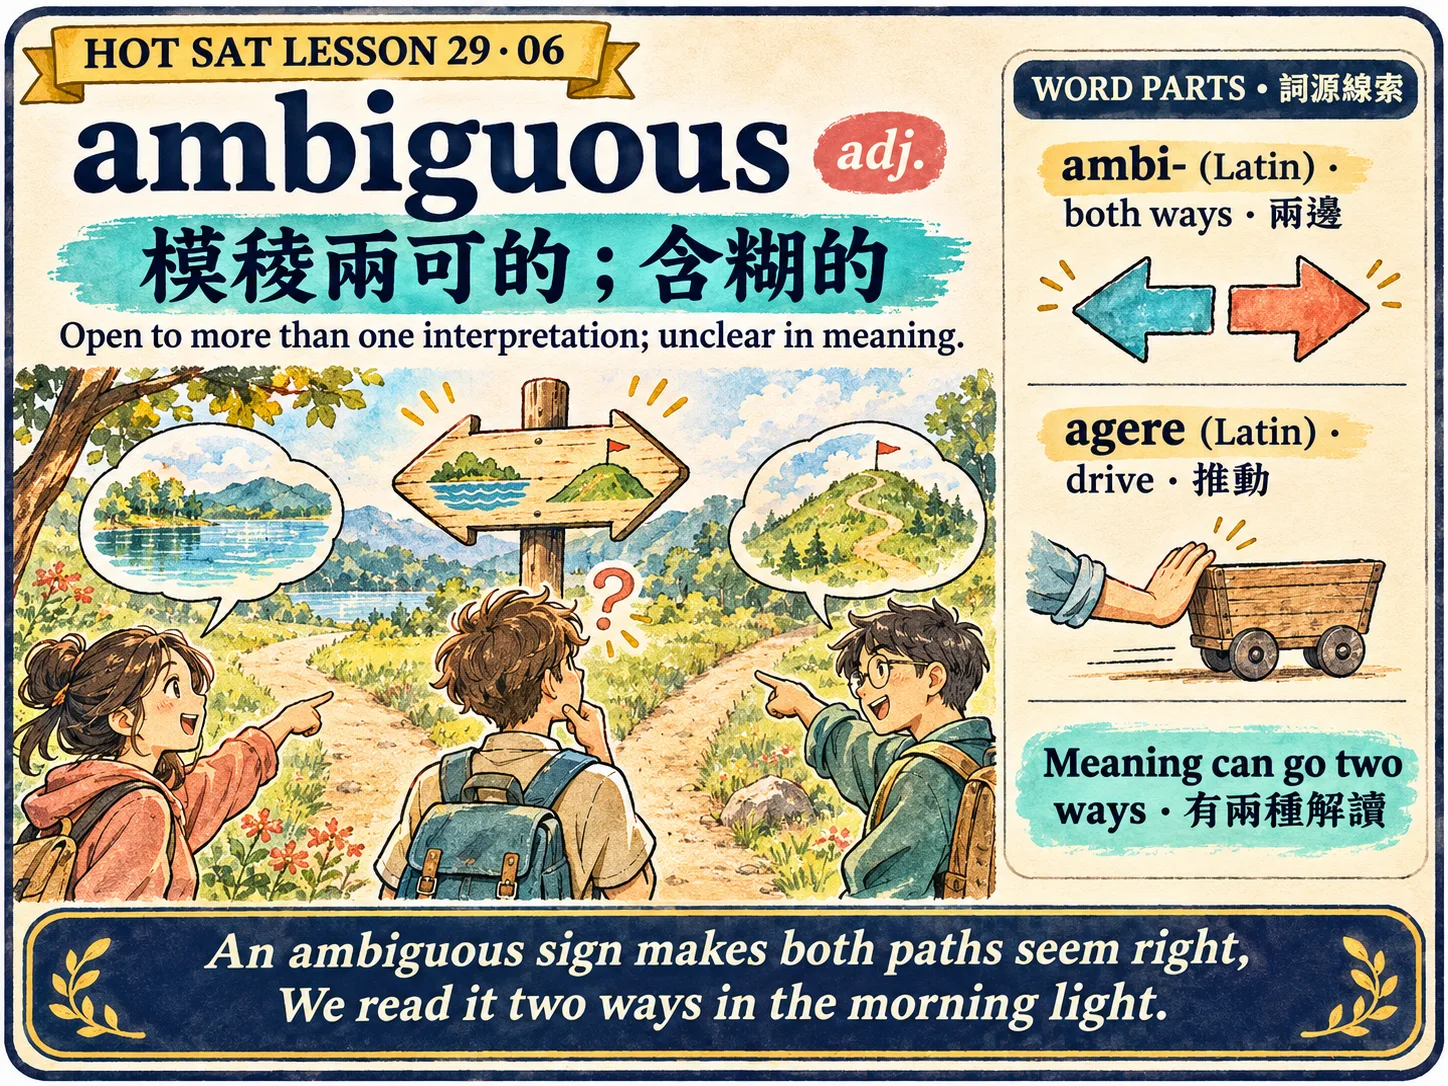 HOT SAT LESSON 29 · 06
ambiguous adj.
模稜兩可的；含糊的
Open to more than one interpretation; unclear in meaning.
?
WORD PARTS · 詞源線索
ambi- (Latin) ·
both ways · 兩邊
agere (Latin) ·
drive · 推動
Meaning can go two
ways · 有兩種解讀
An ambiguous sign makes both paths seem right,
We read it two ways in the morning light.